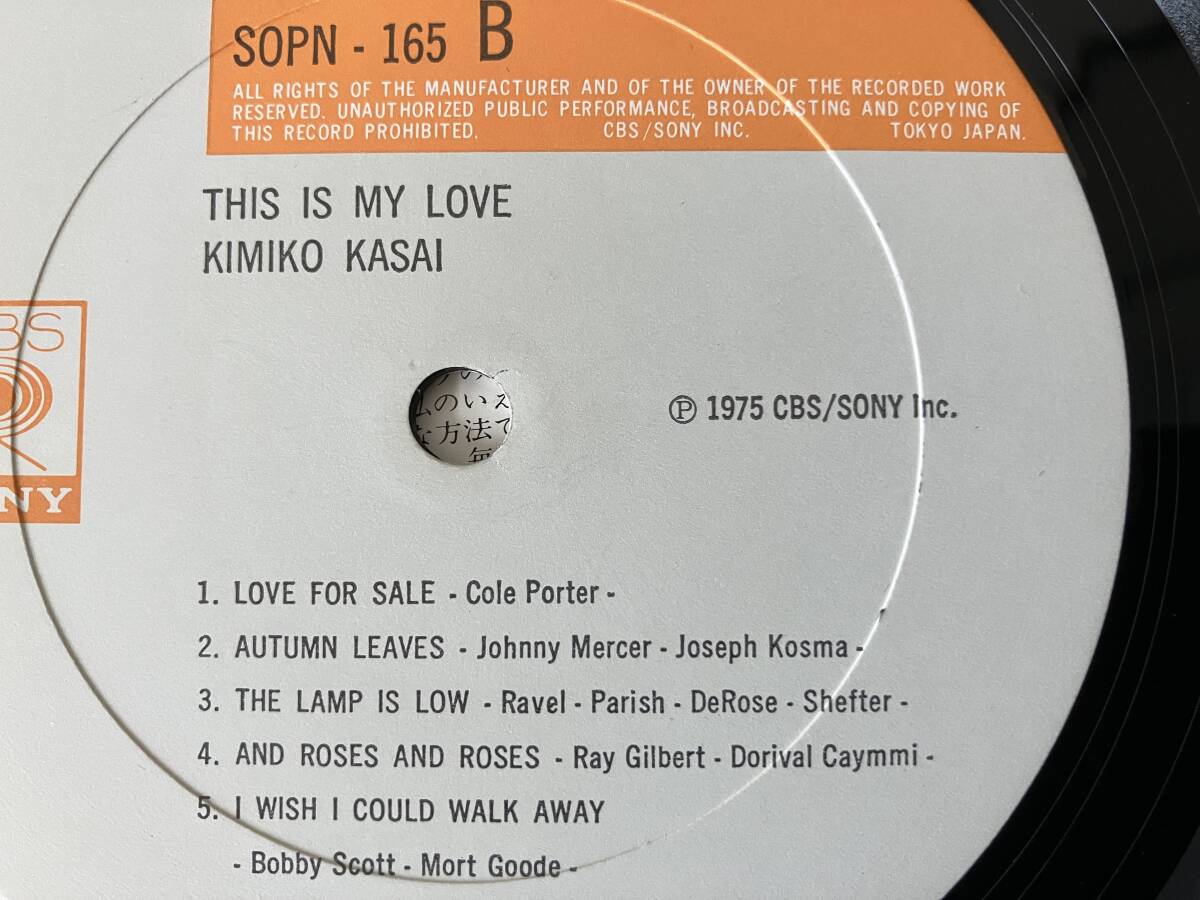 SOPN - 165 B
ALL RIGHTS OF THE MANUFACTURER AND OF THE OWNER OF THE RECORDED WORK
RESERVED. UNAUTHORIZED PUBLIC PERFORMANCE, BROADCASTING AND COPYING OF
THIS RECORD PROHIBITED. CBS/SONY INC. TOKYO JAPAN.
THIS IS MY LOVE
KIMIKO KASAI
BS
NY
のいえ
な方法て
毎
Ⓟ 1975 CBS/SONY Inc.
1. LOVE FOR SALE - Cole Porter -
2. AUTUMN LEAVES - Johnny Mercer - Joseph Kosma -
3. THE LAMP IS LOW - Ravel - Parish - DeRose - Shefter -
4. AND ROSES AND ROSES - Ray Gilbert - Dorival Caymmi -
5. I WISH I COULD WALK AWAY
- Bobby Scott - Mort Goode -